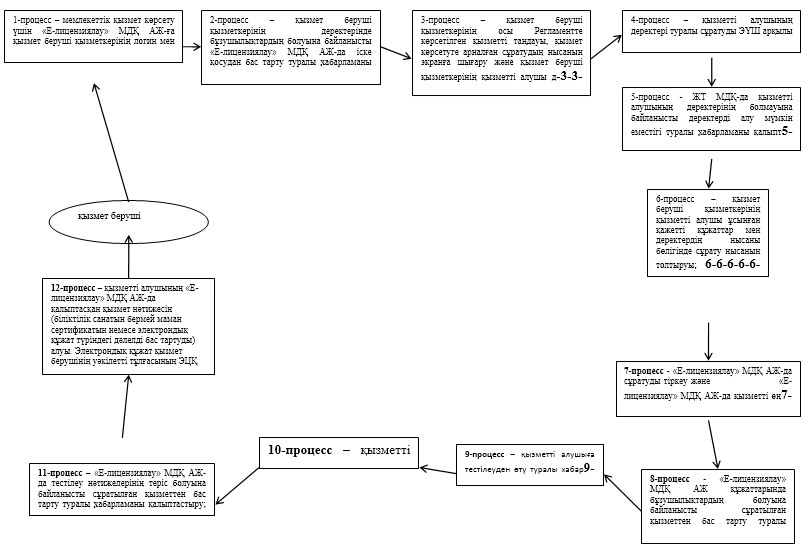 1-процесс – мемлекеттік қызмет көрсету
үшін «Е-лицензиялау» МДҚ АЖ-ға
қызмет беруші қызметкерінің логин мен
2-процесс – қызмет беруші
қызметкерінің деректерінде
бұзушылықтардың болуына байланысты
«Е-лицензиялау» МДҚ АЖ-да іске
қосудан бас тарту туралы хабарламаны
3-процесс – қызмет беруші
қызметкерінің осы Регламентте
көрсетілген қызметті таңдауы, қызмет
көрсетуге арналған сұратудың нысанын
экранға шығару және қызмет беруші
қызметкерінің қызметті алушы д-3-3-
4-процесс – қызметті алушының
деректері туралы сұратуды ЭҮШ арқылы
5-процесс - ЖТ МДҚ-да қызметті
алушының деректерінің болмауына
байланысты деректерді алу мүмкін
еместігі туралы хабарламаны қалыпт5-
6-процесс – қызмет
беруші қызметкерінің
қызметті алушы ұсынған
қажетті құжаттар мен
деректердің нысаны
бөлігінде сұрату нысанын
толтыруы; 6-6-6-6-6-
қызмет беруші
12-процесс – қызметті алушының «Е-
лицензиялау» МДҚ АЖ-да
қалыптасқан қызмет нәтижесін
(біліктілік санатын бермей маман
сертификатын немесе электрондық
құжат түріндегі дәлелді бас тартуды)
алуы. Электрондық құжат қызмет
берушінің уәкілетті тұлғасының ЭЦҚ
7-процесс - «Е-лицензиялау» МДҚ АЖ-да
сұратуды тіркеу және «Е-
лицензиялау» МДҚ АЖ-да қызметті өң7-
8-процесс - «Е-лицензиялау»
МДҚ АЖ құжаттарында
бұзушылықтардың болуына
байланысты сұратылған
қызметтен бас тарту туралы
9-процесс – қызметті алушыға
тестілеуден өту туралы хабар9-
10-процесс – қызметті
11-процесс – «Е-лицензиялау» МДҚ АЖ-
да тестілеу нәтижелерінің теріс болуына
байланысты сұратылған қызметтен бас
тарту туралы хабарламаны қалыптастыру;